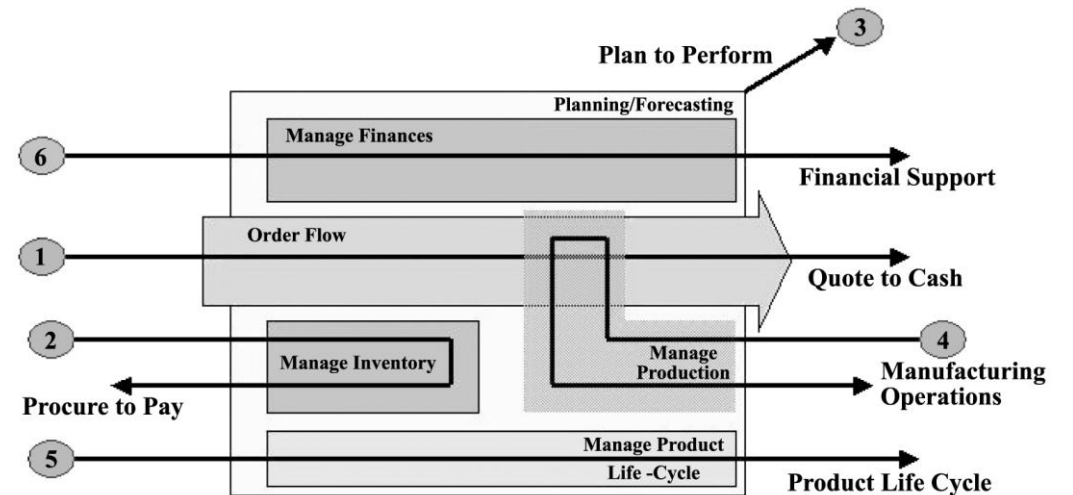 3
Plan to Perform
Planning/Forecasting
Manage Finances
6
Financial Support
Order Flow
1
Quote to Cash
2
Manage Inventory
Procure to Pay
Manage
Production
4
Manufacturing
Operations
5
Manage Product
Life -Cycle
Product Life Cycle